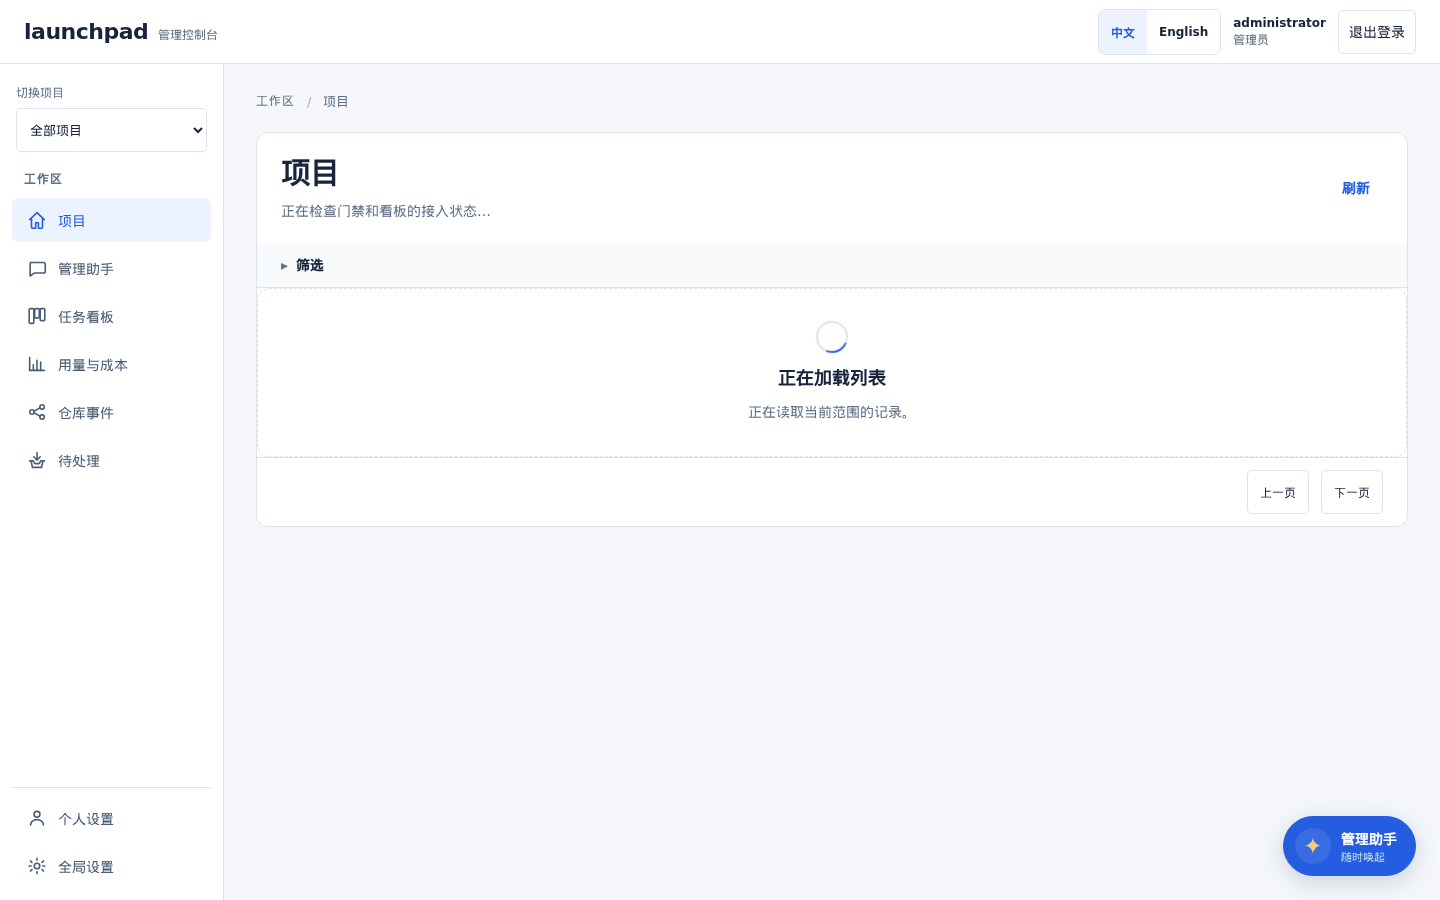 launchpad 管理控制台
中文 English
administrator
管理员
退出登录
切换项目
全部项目
工作区
项目
管理助手
任务看板
用量与成本
仓库事件
待处理
个人设置
全局设置
工作区 / 项目
项目
正在检查门禁和看板的接入状态...
刷新
▸ 筛选
正在加载列表
正在读取当前范围的记录。
上一页 下一页
管理助手
随时唤起